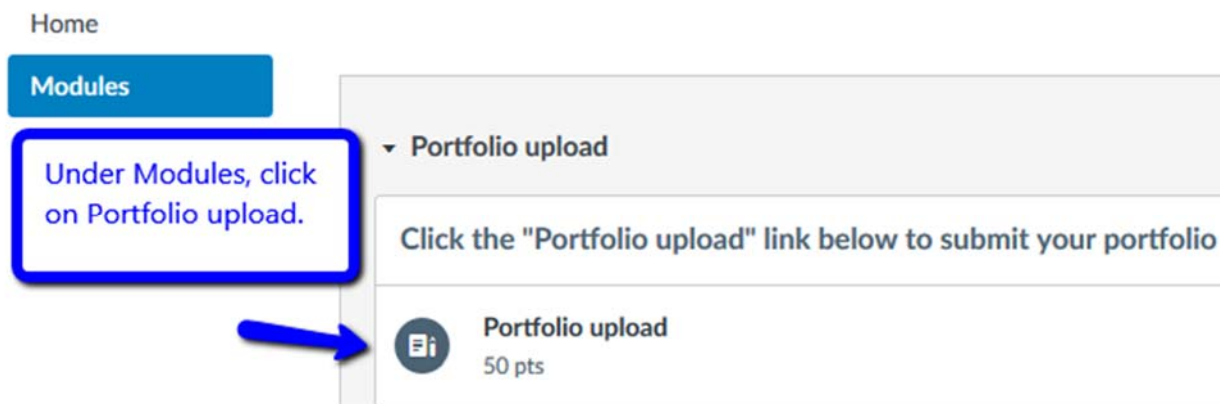 Home
Modules
Under Modules, click
on Portfolio upload.
Portfolio upload
Click the "Portfolio upload" link below to submit your portfolio
Portfolio upload
50 pts